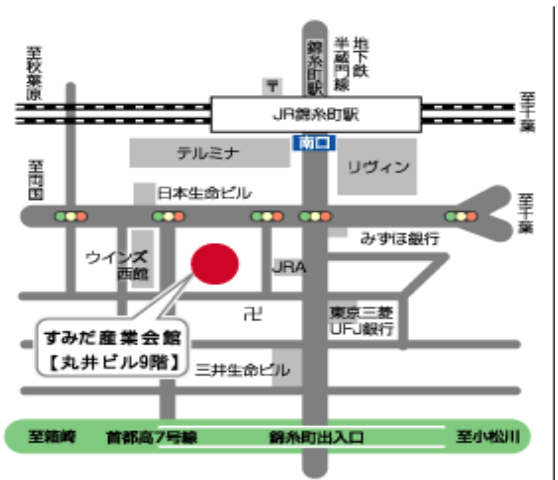 至秋葉原
錦糸町駅
半蔵門線
地下鉄
〒
至千葉
JR錦糸町駅
南口
至両国
テルミナ
リヴィン
日本生命ビル
至千葉
みずほ銀行
ウインズ
西館
JRA
すみだ産業会館
【丸井ビル9階】
卍
東京三菱
UFJ銀行
三井生命ビル
至箱崎
首都高7号線
錦糸町出入口
至小松川